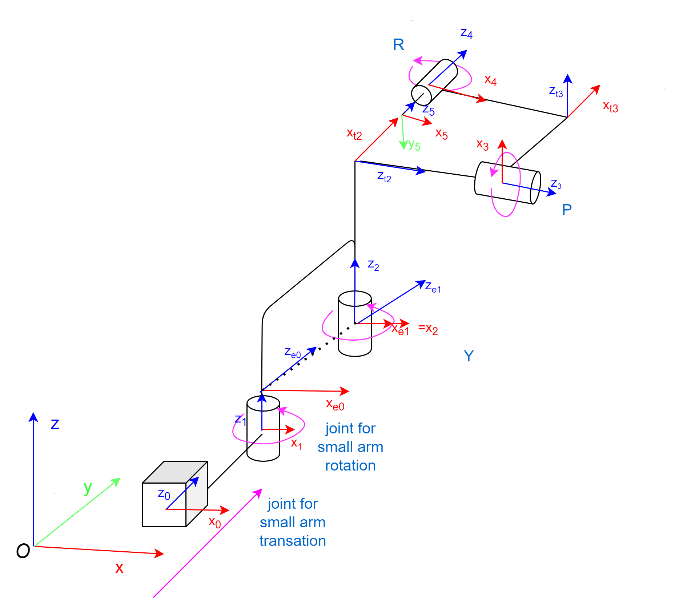 z4
R
x4
zt3
xt3
z5
xt2
x5
y5
x3
zt2
z3
P
z2
ze1
xe1 =x2
Y
ze0
xe0
z1
x1
joint for
small arm
rotation
z
y
z0
x0
joint for
small arm
transation
O
x